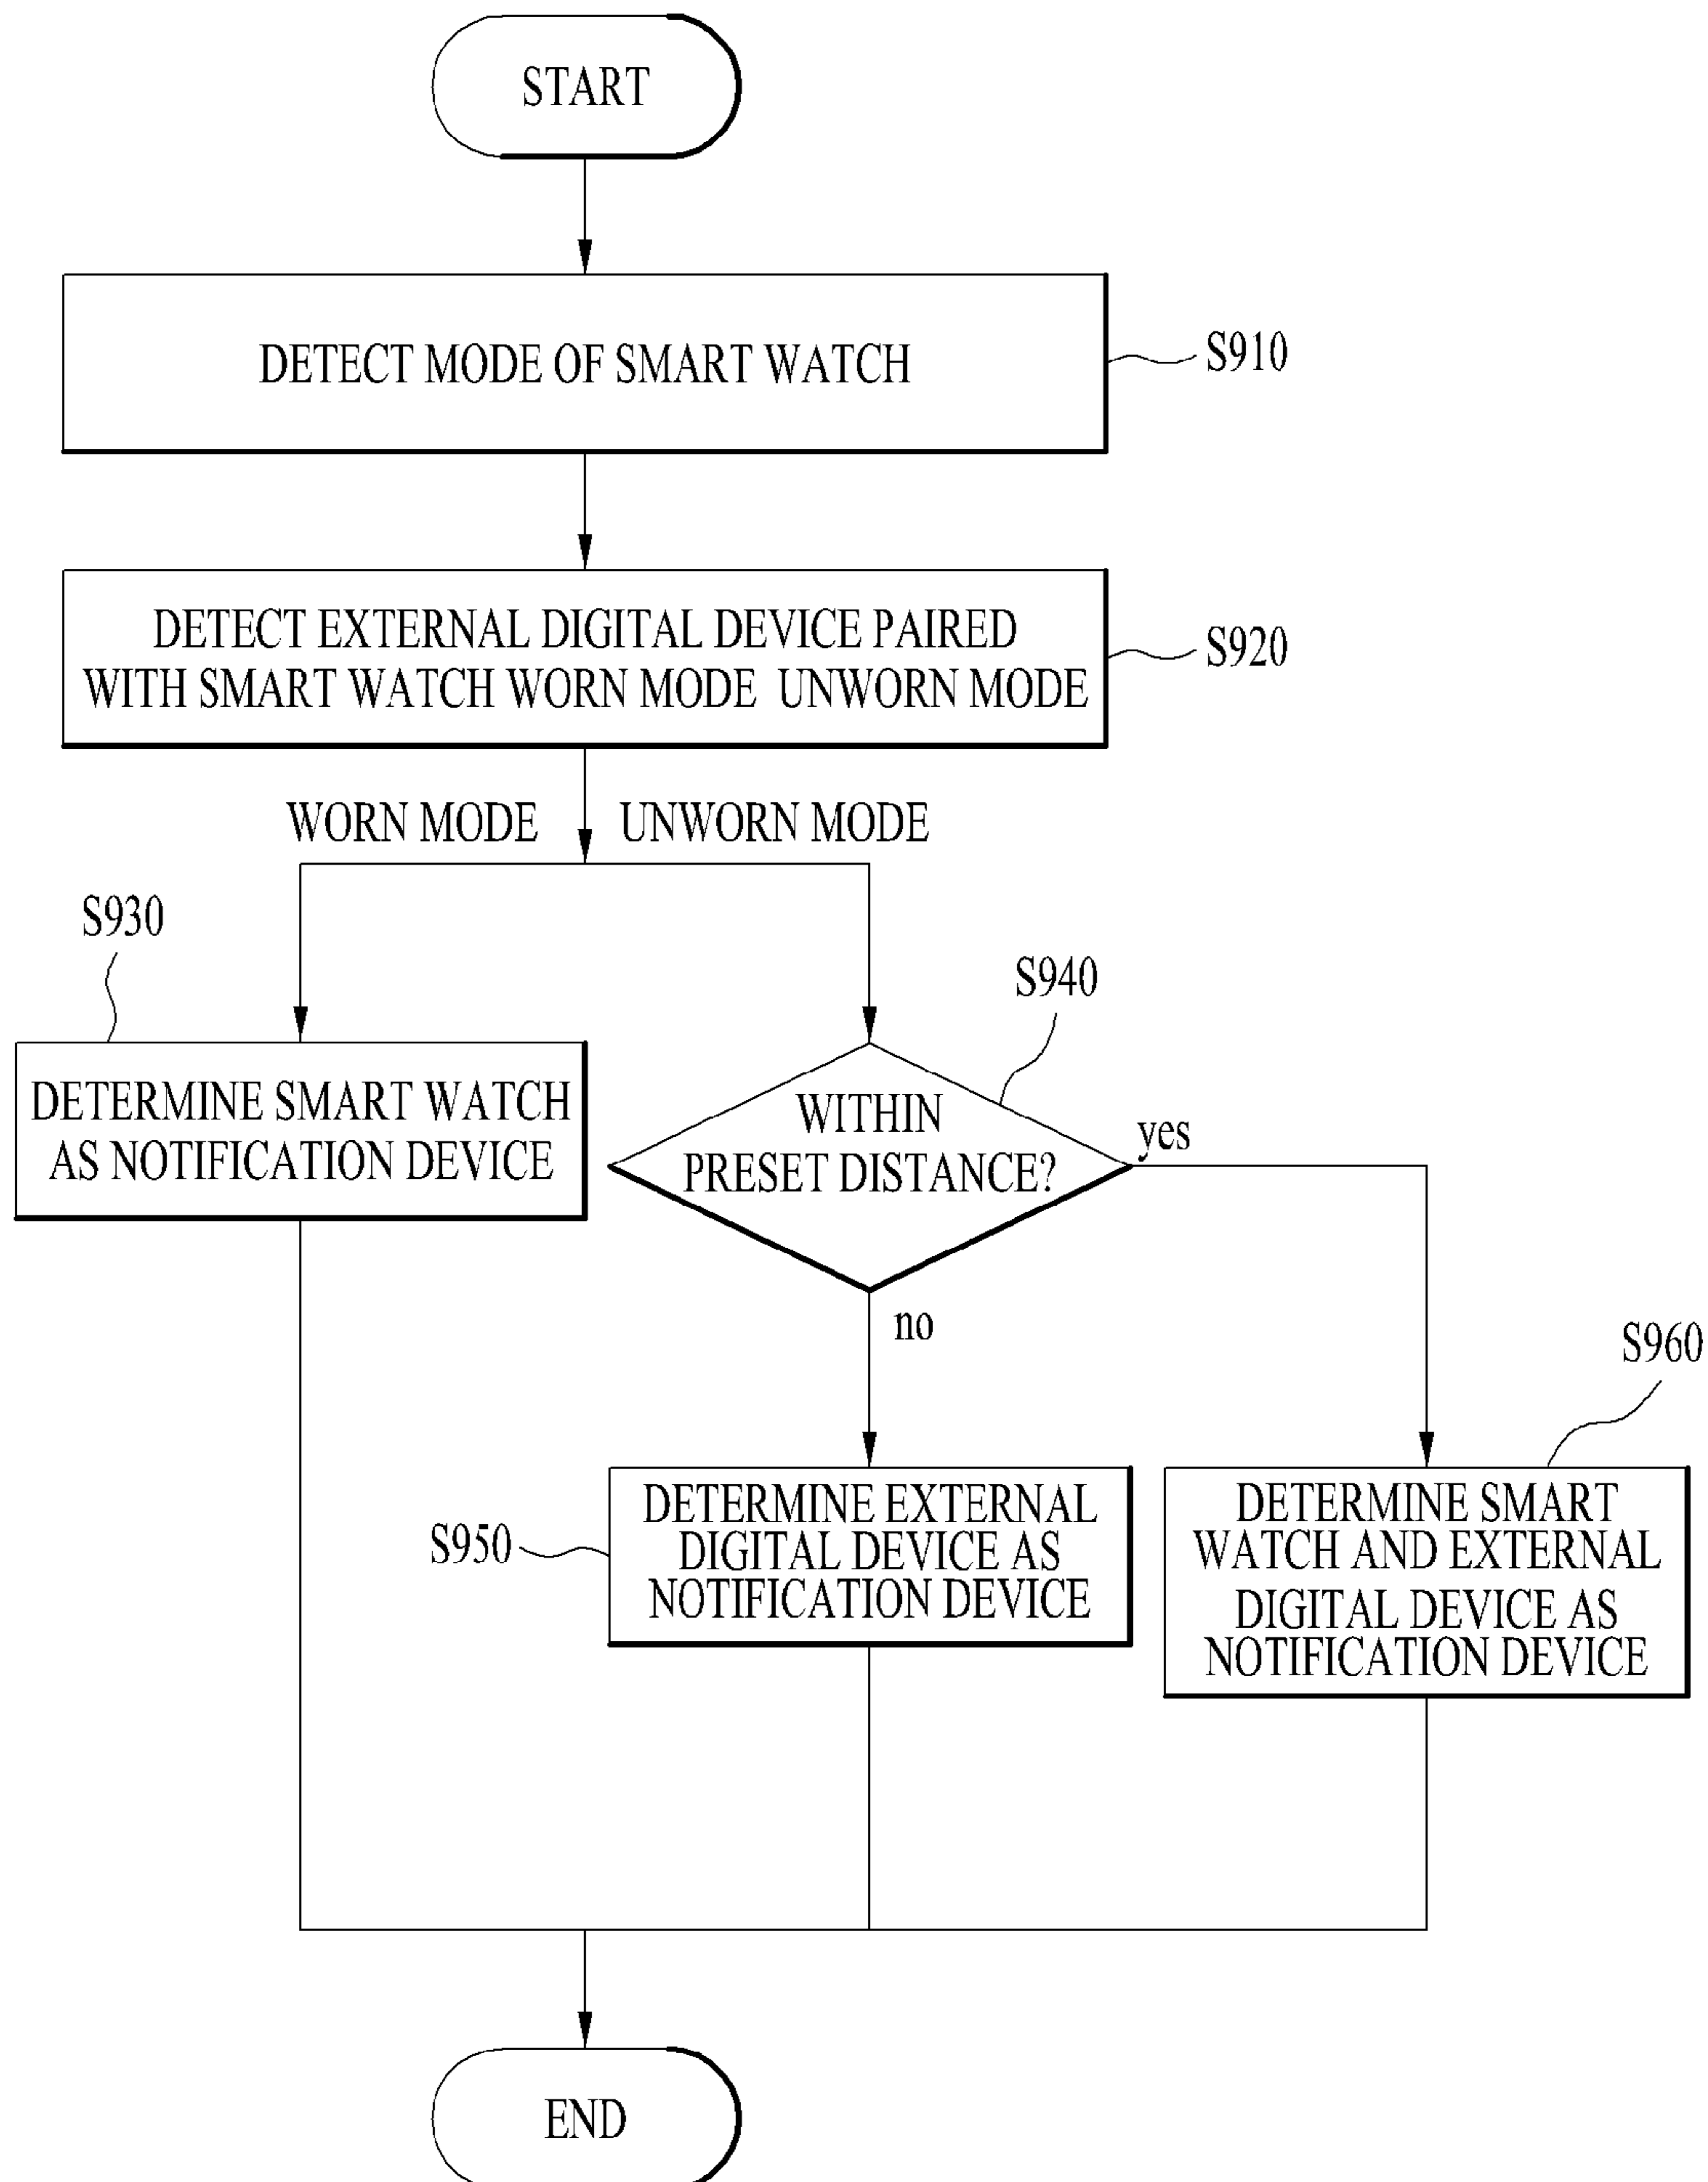 START
DETECT MODE OF SMART WATCH
S910
DETECT EXTERNAL DIGITAL DEVICE PAIRED
WITH SMART WATCH WORN MODE UNWORN MODE
S920
WORN MODE
UNWORN MODE
S930
DETERMINE SMART WATCH
AS NOTIFICATION DEVICE
S940
WITHIN
PRESET DISTANCE?
yes
no
S950
DETERMINE EXTERNAL
DIGITAL DEVICE AS
NOTIFICATION DEVICE
S960
DETERMINE SMART
WATCH AND EXTERNAL
DIGITAL DEVICE AS
NOTIFICATION DEVICE
END